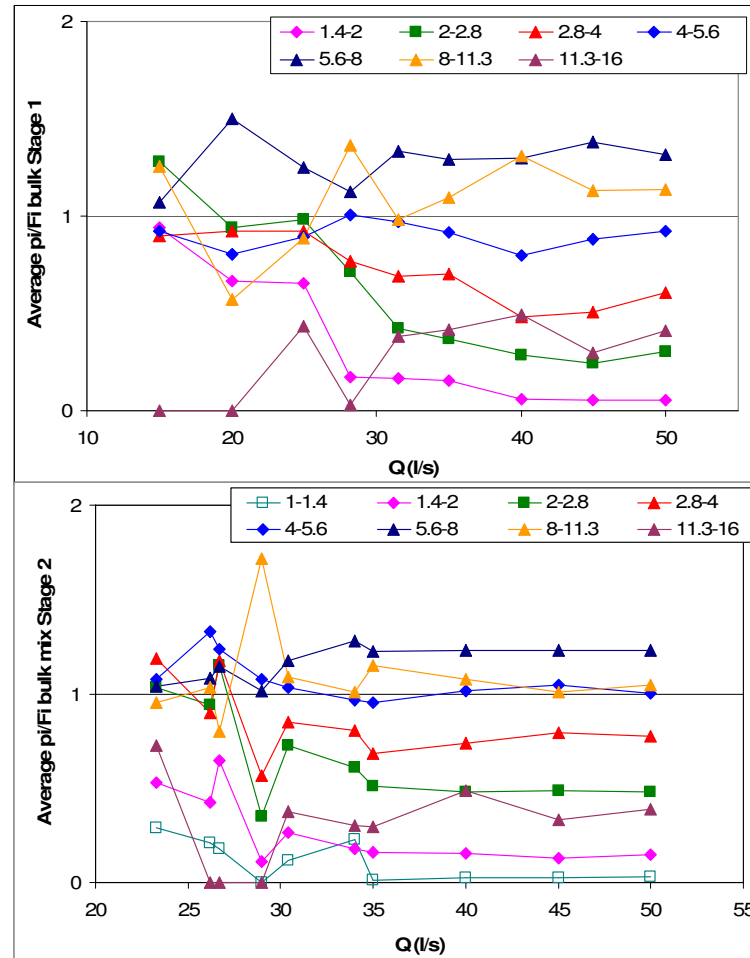 2
1.4-2 2-2.8 2.8-4 4-5.6
5.6-8 8-11.3 11.3-16
Average pi/Fi bulk Stage 1
1
0
10 20 30 40 50
Q (l/s)
2
1-1.4 1.4-2 2-2.8 2.8-4
4-5.6 5.6-8 8-11.3 11.3-16
Average pi/Fi bulk mix Stage 2
1
0
20 25 30 35 40 45 50 55
Q (l/s)